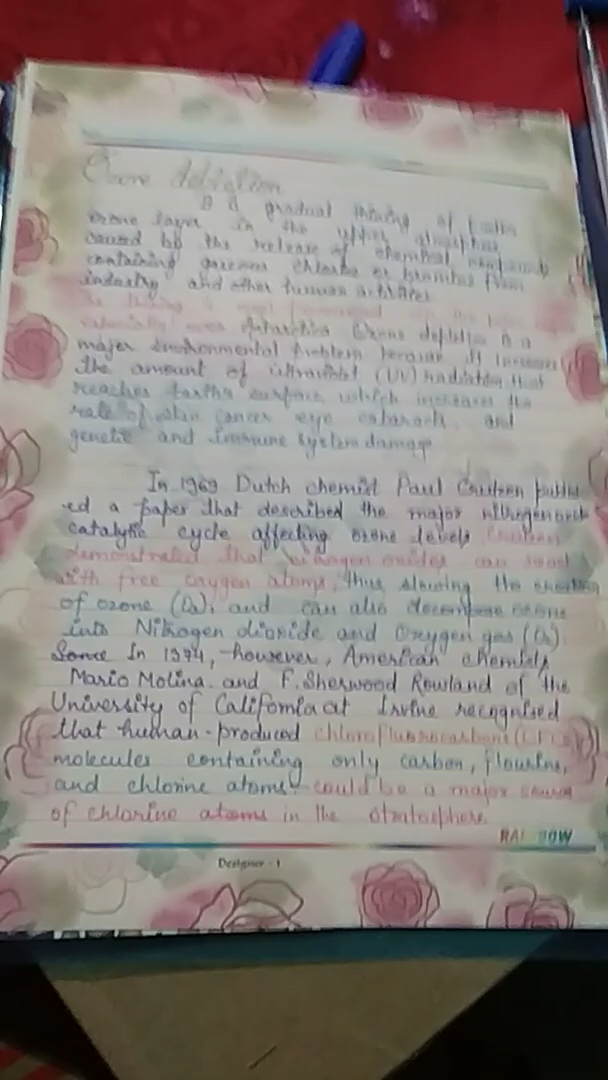 Ozone depletion
is a gradual thining of Earth
ozone layer in the upper atmosphere
caused by the release of chemical compounds
containing gaseous chlorine or bromine from
industry and other human activities
Antarctica Ozone depletion is a
major environmental problem because it increases
the amount of ultraviolet (UV) radiation that
reaches Earths surface which increases the
rate of skin cancer eye cataracts and
genetic and Immune System damage
In 1969 Dutch chemist Paul Crutzen publish
ed a paper that described the major nitrogen
catalytic cycle affecting ozone levels Crutzen
demonstrated that nitrogen oxides can react
with free oxygen atoms, thus slowing the
of ozone (O₃), and can also decompose ozone
into Nitrogen dioxide and Oxygen gas (O₂)
In 1974, however, American chemists
Mario Molina and F. Sherwood Rowland of the
University of California at Irvine recognised
that human-produced chlorofluorocarbons (CFCs)
molecules containing only carbon, flourine,
and chlorine atoms - could be a major source
of chlorine atoms in the stratosphere
RAINBOW
Designer - 1